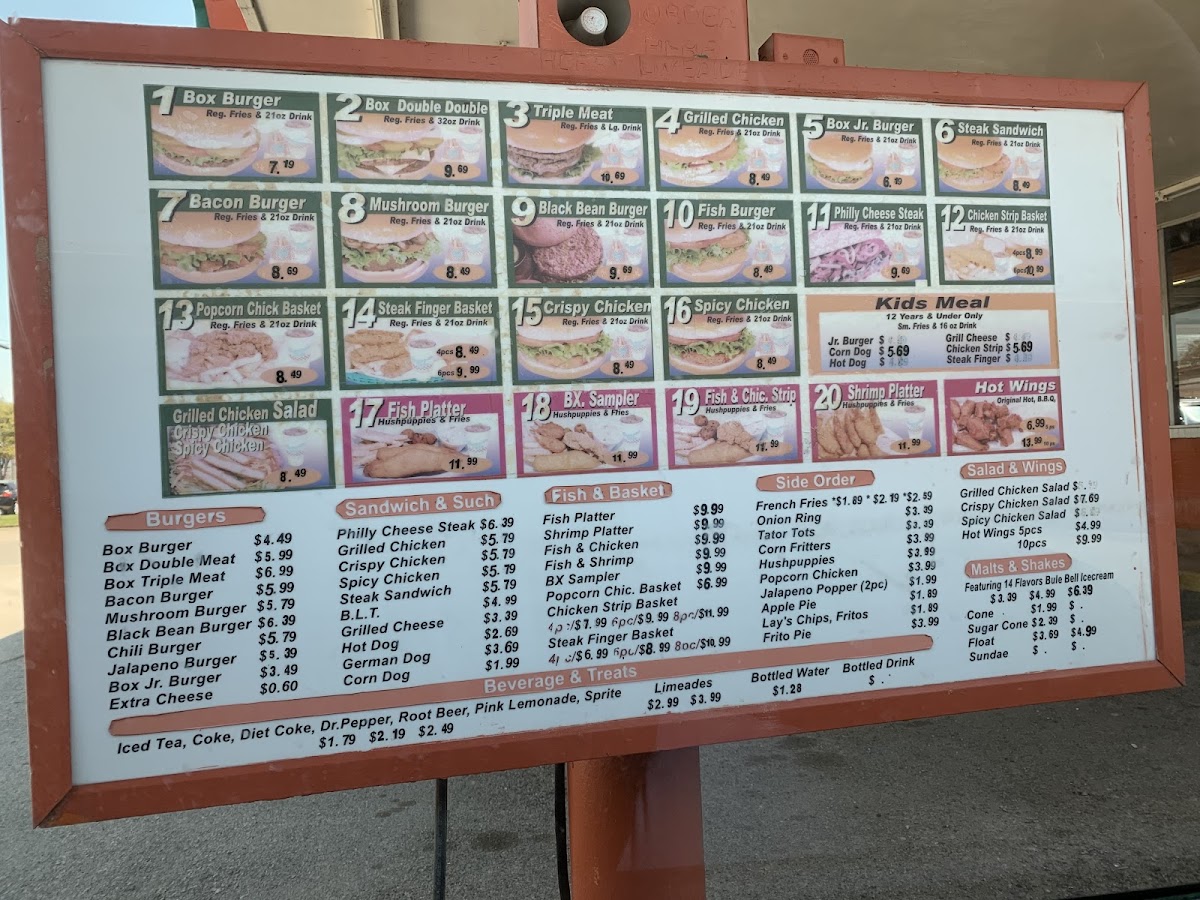 ORDER
HERE
1 Box Burger
Reg. Fries & 21oz Drink
7.19
2 Box Double Double
Reg. Fries & 32oz Drink
9.69
3 Triple Meat
Reg. Fries & Lg. Drink
10.69
4 Grilled Chicken
Reg. Fries & 21oz Drink
8.49
5 Box Jr. Burger
Reg. Fries & 21oz Drink
6.19
6 Steak Sandwich
Reg. Fries & 21oz Drink
8.49
7 Bacon Burger
Reg. Fries & 21oz Drink
8.69
8 Mushroom Burger
Reg. Fries & 21oz Drink
8.49
9 Black Bean Burger
Reg. Fries & 21oz Drink
9.69
10 Fish Burger
Reg. Fries & 21oz Drink
8.49
11 Philly Cheese Steak
Reg. Fries & 21oz Drink
9.69
12 Chicken Strip Basket
Reg. Fries & 21oz Drink
4pcs 8.99
6pcs 10.99
13 Popcorn Chick Basket
Reg. Fries & 21oz Drink
8.49
14 Steak Finger Basket
Reg. Fries & 21oz Drink
4pcs 8.49
6pcs 9.99
15 Crispy Chicken
Reg. Fries & 21oz Drink
8.49
16 Spicy Chicken
Reg. Fries & 21oz Drink
8.49
Kids Meal
12 Years & Under Only
Sm. Fries & 16 oz Drink
Jr. Burger $
Corn Dog $ 5.69
Hot Dog $
Grill Cheese $
Chicken Strip $ 5.69
Steak Finger $
Grilled Chicken Salad
Crispy Chicken
Spicy Chicken
8.49
17 Fish Platter
Hushpuppies & Fries
11.99
18 BX. Sampler
Hushpuppies & Fries
11.99
19 Fish & Chic. Strip
Hushpuppies & Fries
11.99
20 Shrimp Platter
Hushpuppies & Fries
11.99
Hot Wings
Original Hot, B.B.Q,
6.99 5 ps
13.99 10 ps
Burgers
Box Burger $4.49
Box Double Meat $5.99
Box Triple Meat $6.99
Bacon Burger $5.99
Mushroom Burger $5.79
Black Bean Burger $6.39
Chili Burger $5.79
Jalapeno Burger $5.39
Box Jr. Burger $3.49
Extra Cheese $0.60
Sandwich & Such
Philly Cheese Steak $6.39
Grilled Chicken $5.79
Crispy Chicken $5.79
Spicy Chicken $5.79
Steak Sandwich $5.79
B.L.T. $4.99
Grilled Cheese $3.39
Hot Dog $2.69
German Dog $3.69
Corn Dog $1.99
Fish & Basket
Fish Platter $9.99
Shrimp Platter $9.99
Fish & Chicken $9.99
Fish & Shrimp $9.99
BX Sampler $9.99
Popcorn Chic. Basket $6.99
Chicken Strip Basket
4pc/$7.99 6pc/$9.99 8pc/$11.99
Steak Finger Basket
4pc/$6.99 6pc/$8.99 8oc/$10.99
Side Order
French Fries *$1.69 * $2.19 *$2.59
Onion Ring $3.39
Tator Tots $3.39
Corn Fritters $3.99
Hushpuppies $3.99
Popcorn Chicken $3.99
Jalapeno Popper (2pc) $1.99
Apple Pie $1.89
Lay's Chips, Fritos $1.89
Frito Pie $3.99
Salad & Wings
Grilled Chicken Salad $
Crispy Chicken Salad $7.69
Spicy Chicken Salad $
Hot Wings 5pcs $4.99
10pcs $9.99
Malts & Shakes
Featuring 14 Flavors Bule Bell Icecream
$3.39 $4.99 $6.39
Cone $1.99 $ .
Sugar Cone $2.39 $ .
Float $3.69 $4.99
Sundae $ . $ .
Beverage & Treats
Iced Tea, Coke, Diet Coke, Dr.Pepper, Root Beer, Pink Lemonade, Sprite
$1.79 $2.19 $2.49
Limeades
$2.99 $3.99
Bottled Water
$1.28
Bottled Drink
$ .